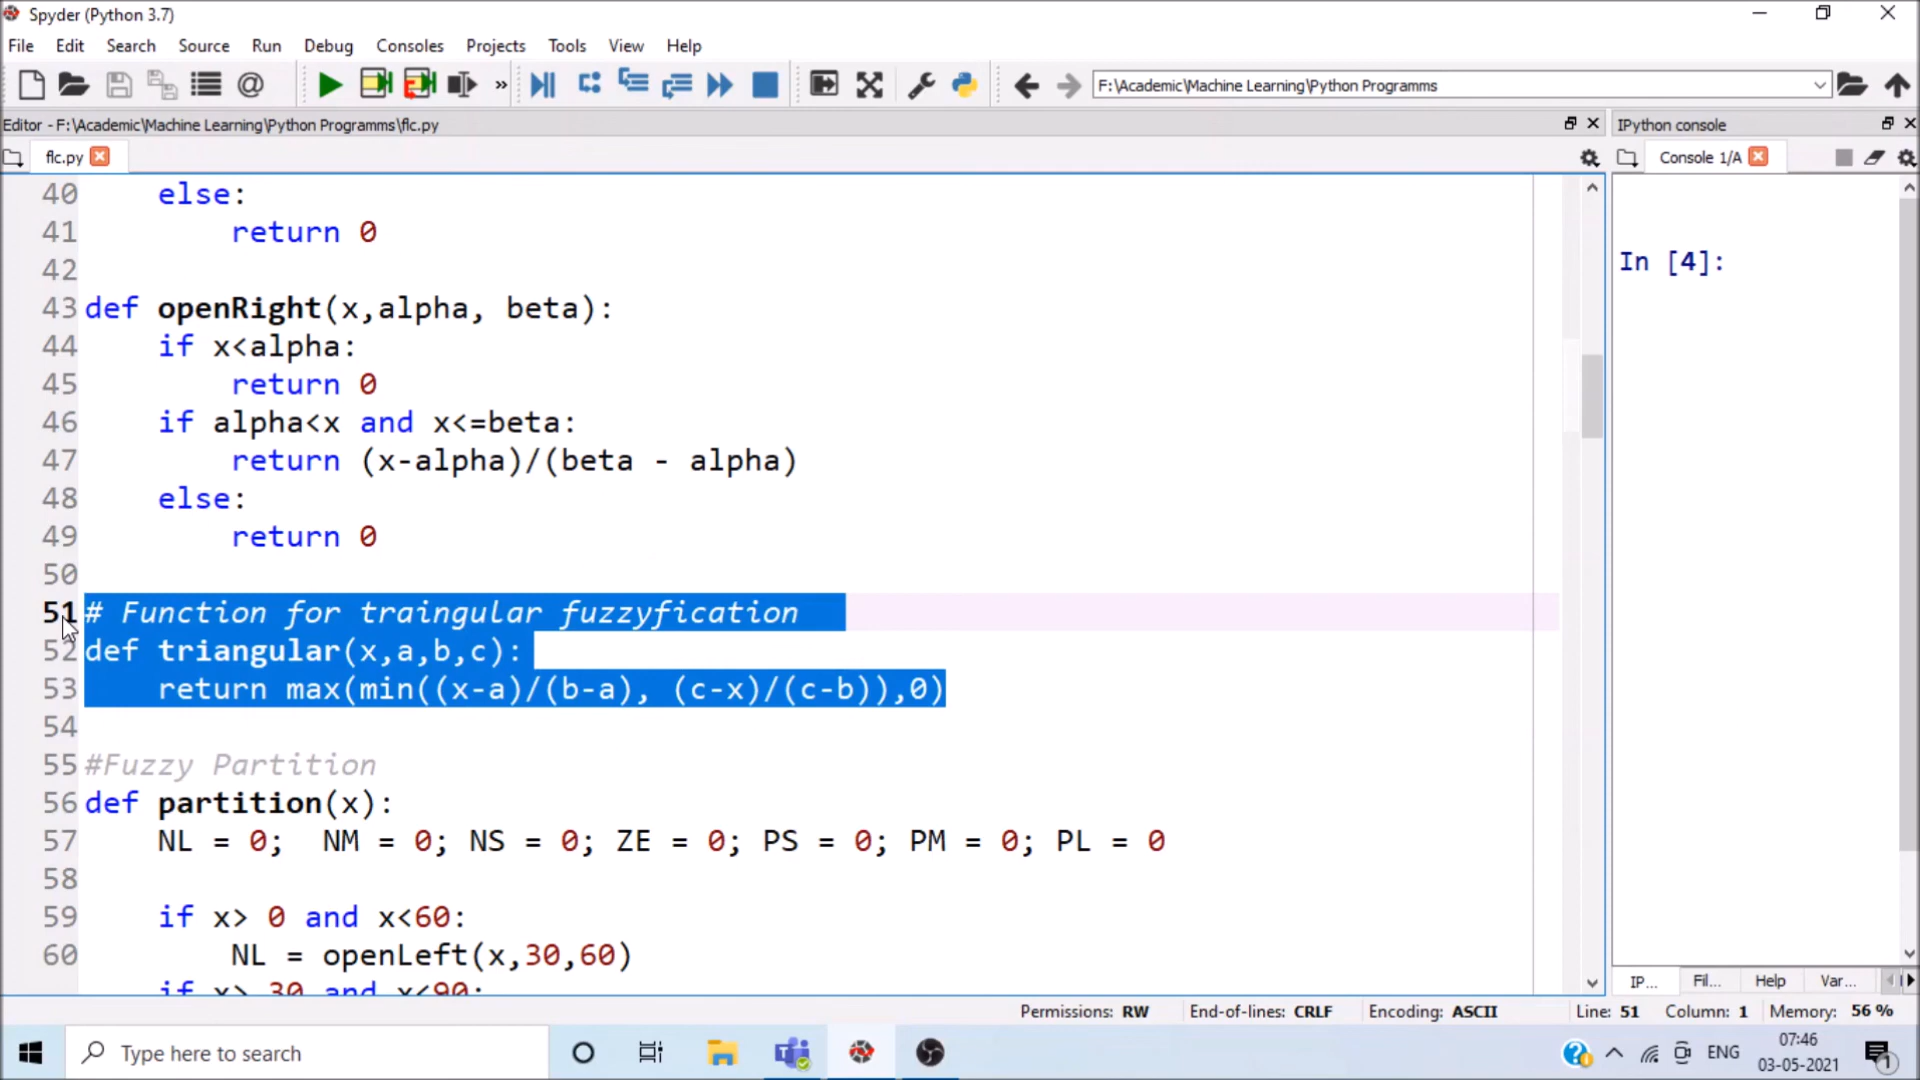 Spyder (Python 3.7)
File Edit Search Source Run Debug Consoles Projects Tools View Help
F:\Academic\Machine Learning\Python Programms
Editor - F:\Academic\Machine Learning\Python Programms\flc.py
IPython console
flc.py
Console 1/A
40 else:
41 return 0
42
43 def openRight(x,alpha, beta):
44 if x<alpha:
45 return 0
46 if alpha<x and x<=beta:
47 return (x-alpha)/(beta - alpha)
48 else:
49 return 0
50
51 # Function for traingular fuzzyfication
52 def triangular(x,a,b,c):
53 return max(min((x-a)/(b-a), (c-x)/(c-b)),0)
54
55 #Fuzzy Partition
56 def partition(x):
57 NL = 0; NM = 0; NS = 0; ZE = 0; PS = 0; PM = 0; PL = 0
58
59 if x> 0 and x<60:
60 NL = openLeft(x,30,60)
if x> 30 and x<90:
In [4]:
IP... Fil... Help Var...
Permissions: RW End-of-lines: CRLF Encoding: ASCII Line: 51 Column: 1 Memory: 56 %
Type here to search
ENG
07:46
03-05-2021
1